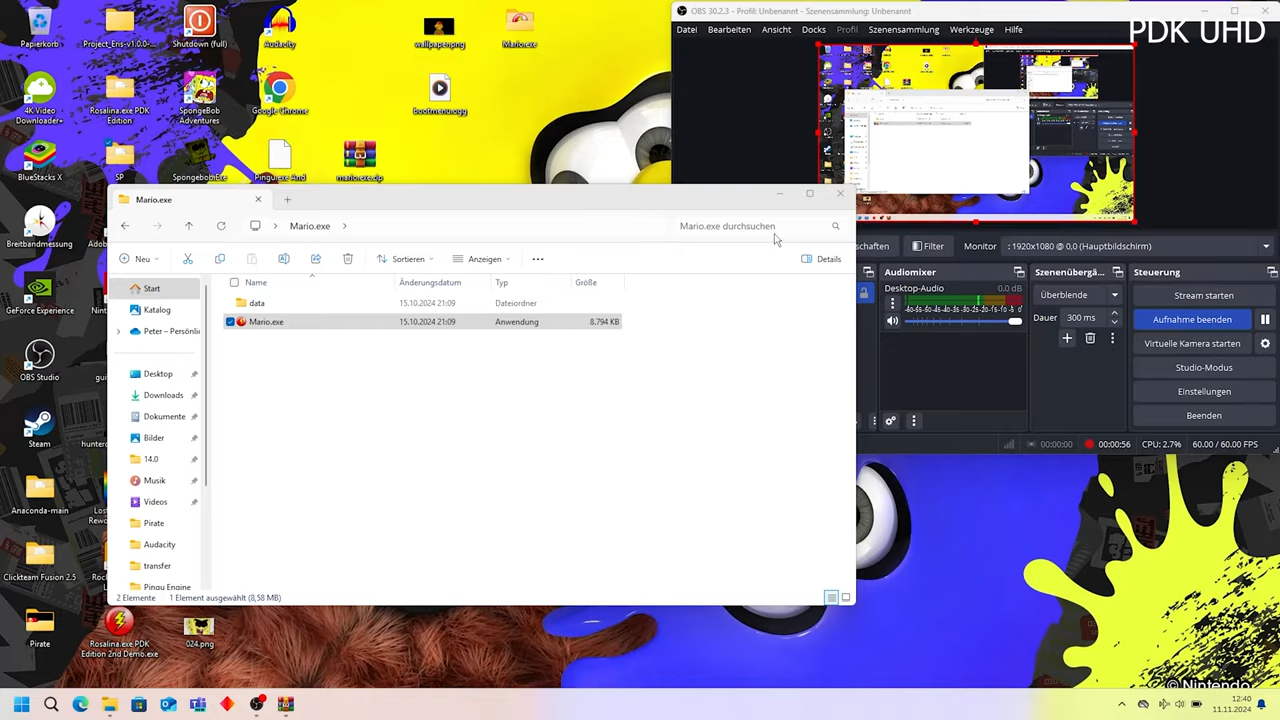 OBS 30.2.3 - Profil: Unbenannt - Szenensammlung: Unbenannt
PDK UHD
Datei Bearbeiten Ansicht Docks Profil Szenensammlung Werkzeuge Hilfe
Papierkorb
Project_Eris-v1.0.0-
Shutdown (full)
Audacity
wallpaper.png
Mario.exe
4K Video
Downloader+
Rosalina.exe PDK
Edition
SpongeBob
Adventures
Google Chrome
BlueStacks
SP
SpongebobExe
Mario.exe
Mario.exe
Mario.exe durchsuchen
Neu
Sortieren
Anzeigen
Details
Name
Änderungsdatum
Typ
Größe
data
15.10.2024 21:09
Dateiordner
Mario.exe
15.10.2024 21:09
Anwendung
8.794 KB
Start
Katalog
Peter – Persönlic
Desktop
Downloads
Dokumente
Bilder
14.0
Musik
Videos
Pirate
Audacity
transfer
Pingu Engine
2 Elemente
1 Element ausgewählt (8,58 MB)
Breitbandmessung
GeForce Experience
OBS Studio
Steam
Anaconda-main
Clickteam Fusion 2.5
Pirate
Rosalina.exe PDK
Edition 2nd Demo.exe
024.png
Filter
Monitor
: 1920x1080 @ 0,0 (Hauptbildschirm)
Audiomixer
Desktop-Audio
0.0 dB
Szenenübergä...
Überblende
Dauer
300 ms
Steuerung
Stream starten
Aufnahme beenden
Virtuelle Kamera starten
Studio-Modus
Einstellungen
Beenden
00:00:00
00:00:56
CPU: 2.7%
60.00 / 60.00 FPS
© Nintendo
12:40
11.11.2024